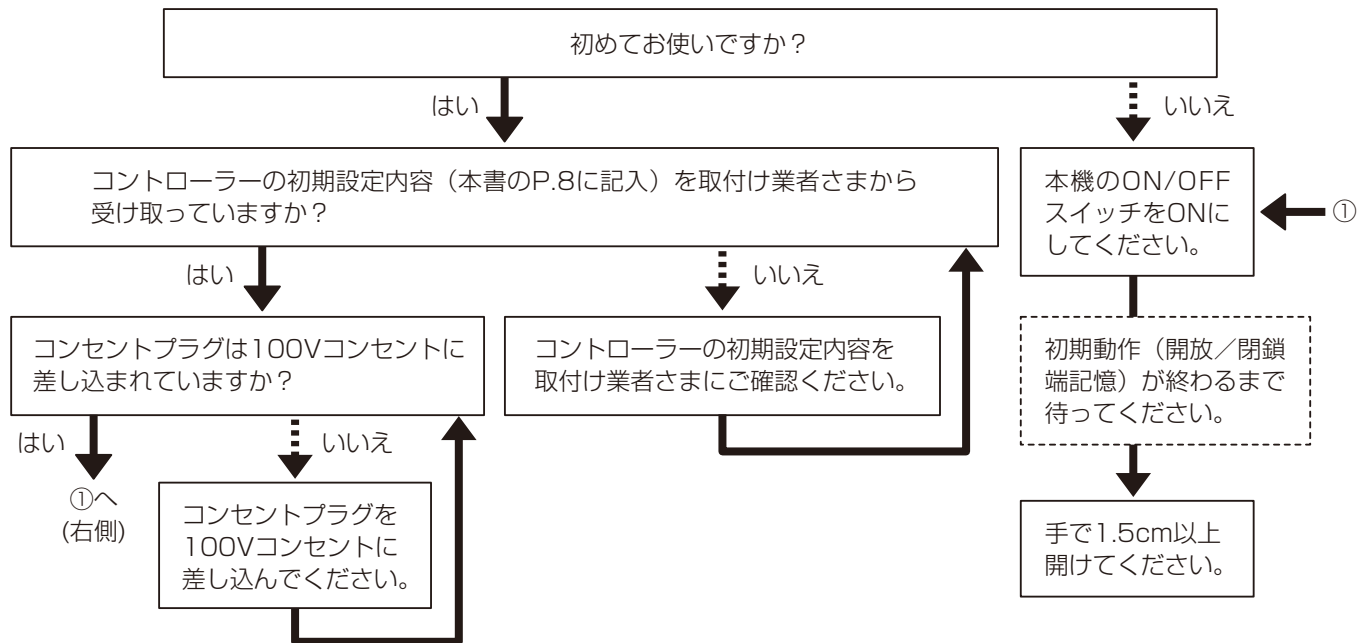 初めてお使いですか？
はい
いいえ
コントローラーの初期設定内容（本書のP.8に記入）を取付け業者さまから
受け取っていますか？
本機のON/OFF
スイッチをONに
してください。
①
はい
いいえ
コンセントプラグは100Vコンセントに
差し込まれていますか？
コントローラーの初期設定内容を
取付け業者さまにご確認ください。
初期動作（開放／閉鎖
端記憶）が終わるまで
待ってください。
はい
いいえ
①へ
(右側)
コンセントプラグを
100Vコンセントに
差し込んでください。
手で1.5cm以上
開けてください。